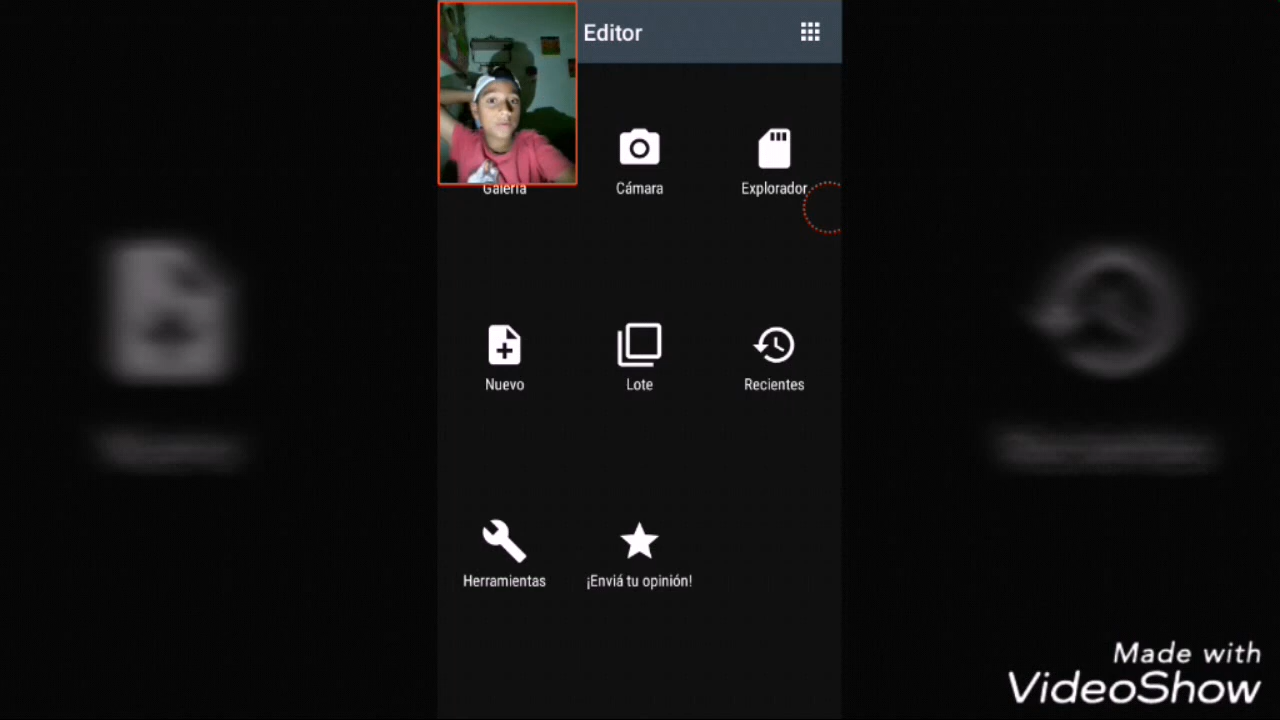 Editor
Galería
Cámara
Explorador
Nuevo
Lote
Recientes
Herramientas
¡Enviá tu opinión!
Made with
VideoShow